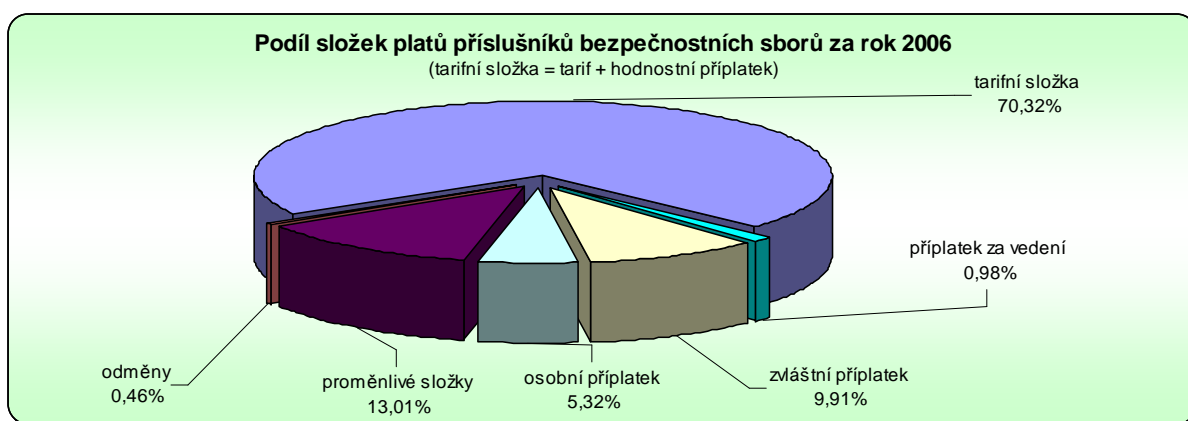 Podíl složek platů příslušníků bezpečnostních sborů za rok 2006
(tarifní složka = tarif + hodnostní příplatek)
tarifní složka
70,32%
příplatek za vedení
0,98%
zvláštní příplatek
9,91%
osobní příplatek
5,32%
proměnlivé složky
13,01%
odměny
0,46%